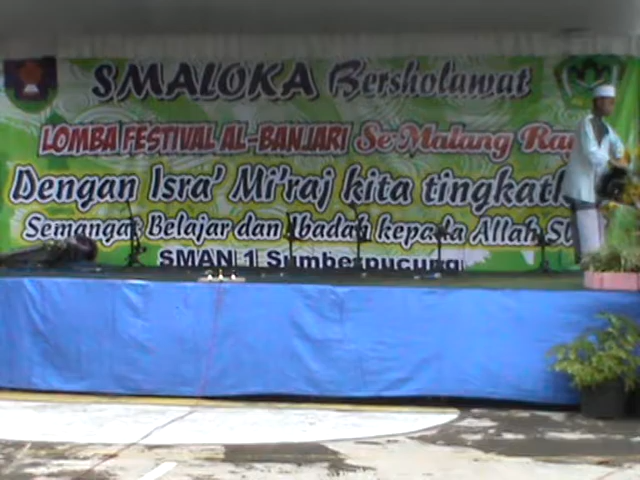 SMALOKA Bersholawat
LOMBA FESTIVAL AL-BANJARI Se Malang
Dengan Isra' Mi'raj kita
Semangat Belajar dan Ibadah kepada Allah
SMAN 1 Sumberpucung